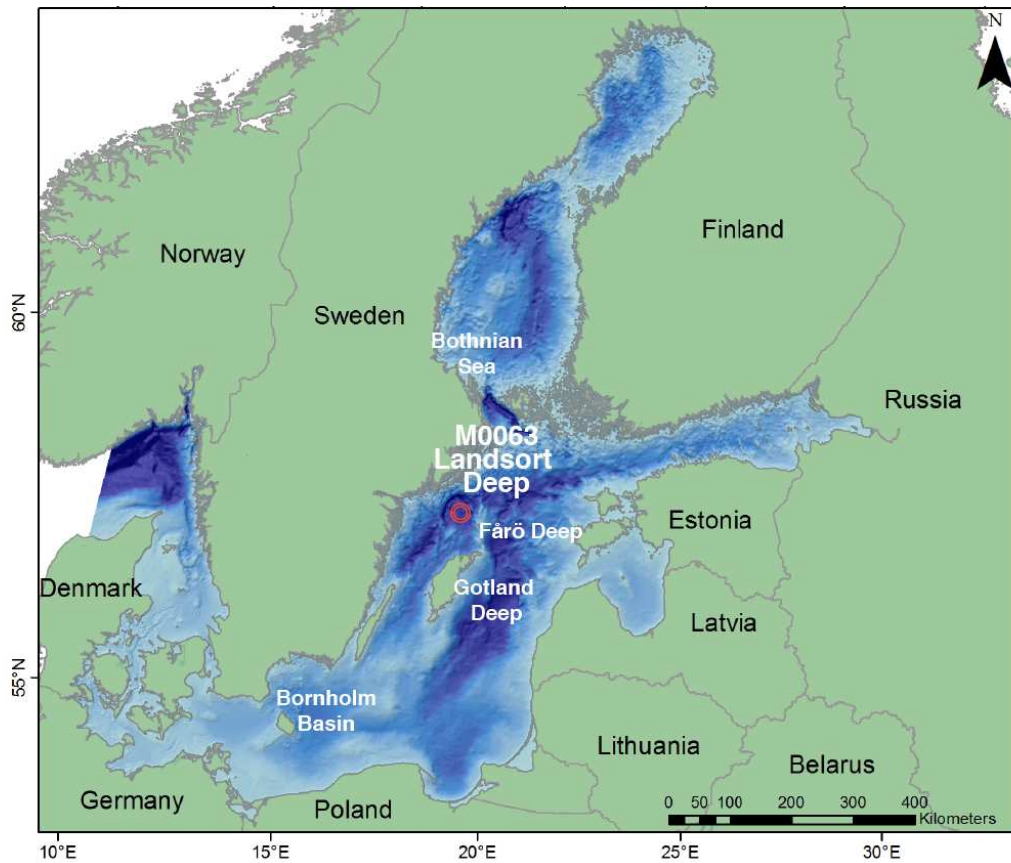 N
Norway
Finland
Sweden
60°N
Bothnian
Sea
Russia
M0063
Landsort
Deep
Fårö Deep
Estonia
Denmark
Gotland
Deep
Latvia
55°N
Bornholm
Basin
Lithuania
Belarus
Germany
Poland
0 50 100 200 300 400
Kilometers
10°E 15°E 20°E 25°E 30°E